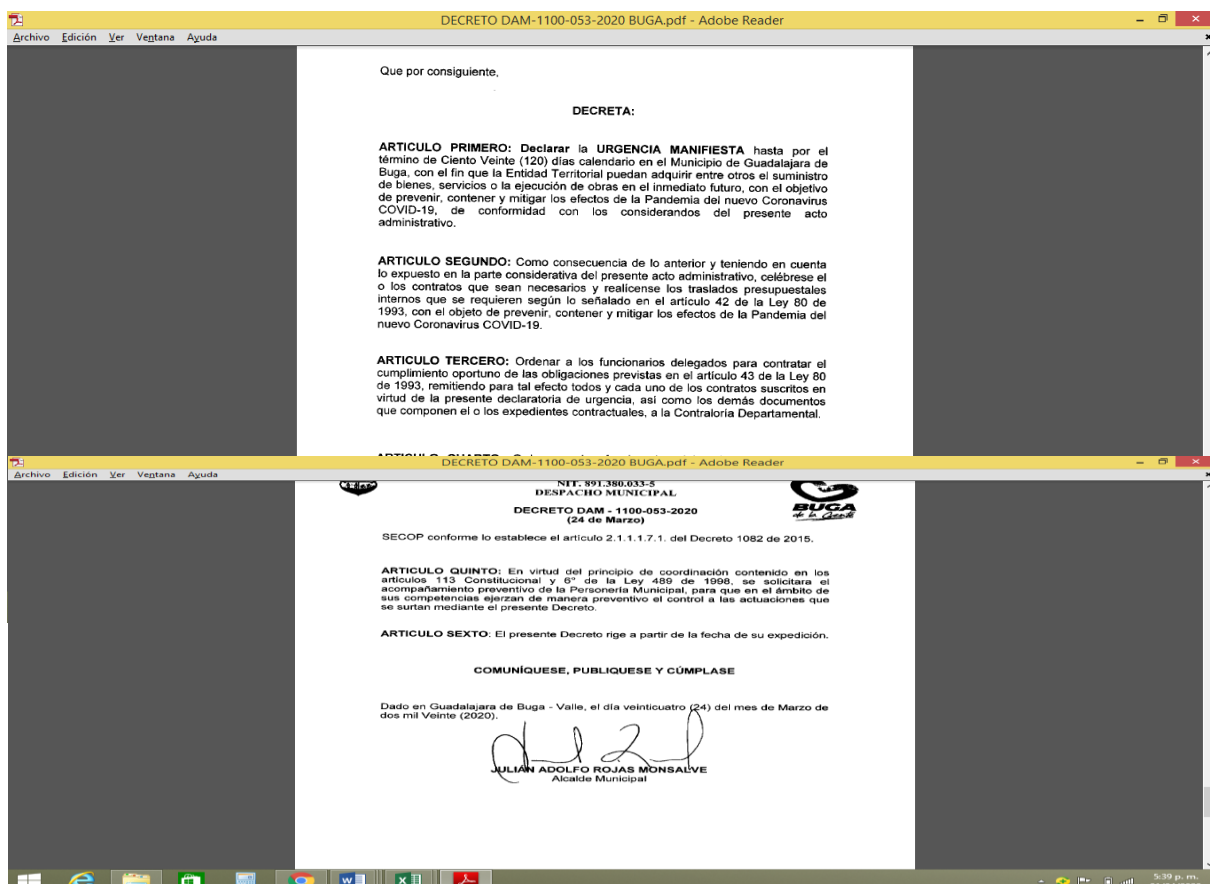 DECRETO DAM-1100-053-2020 BUGA.pdf - Adobe Reader
Archivo Edición Ver Ventana Ayuda
Que por consiguiente,
DECRETA:
ARTICULO PRIMERO: Declarar la URGENCIA MANIFIESTA hasta por el
término de Ciento Veinte (120) días calendario en el Municipio de Guadalajara de
Buga, con el fin que la Entidad Territorial puedan adquirir entre otros el suministro
de bienes, servicios o la ejecución de obras en el inmediato futuro, con el objetivo
de prevenir, contener y mitigar los efectos de la Pandemia del nuevo Coronavirus
COVID-19, de conformidad con los considerandos del presente acto
administrativo.
ARTICULO SEGUNDO: Como consecuencia de lo anterior y teniendo en cuenta
lo expuesto en la parte considerativa del presente acto administrativo, celébrese el
o los contratos que sean necesarios y realícense los traslados presupuestales
internos que se requieren según lo señalado en el artículo 42 de la Ley 80 de
1993, con el objeto de prevenir, contener y mitigar los efectos de la Pandemia del
nuevo Coronavirus COVID-19.
ARTICULO TERCERO: Ordenar a los funcionarios delegados para contratar el
cumplimiento oportuno de las obligaciones previstas en el artículo 43 de la Ley 80
de 1993, remitiendo para tal efecto todos y cada uno de los contratos suscritos en
virtud de la presente declaratoria de urgencia, así como los demás documentos
que componen el o los expedientes contractuales, a la Contraloría Departamental.
DECRETO DAM-1100-053-2020 BUGA.pdf - Adobe Reader
Archivo Edición Ver Ventana Ayuda
NIT. 891.380.033-5
DESPACHO MUNICIPAL
DECRETO DAM - 1100-053-2020
(24 de Marzo)
BUGA
de la Gente
SECOP conforme lo establece el artículo 2.1.1.1.7.1. del Decreto 1082 de 2015.
ARTICULO QUINTO: En virtud del principio de coordinación contenido en los
artículos 113 Constitucional y 6° de la Ley 489 de 1998, se solicitara el
acompañamiento preventivo de la Personería Municipal, para que en el ámbito de
sus competencias ejerzan de manera preventivo el control a las actuaciones que
se surtan mediante el presente Decreto.
ARTICULO SEXTO: El presente Decreto rige a partir de la fecha de su expedición.
COMUNÍQUESE, PUBLIQUESE Y CÚMPLASE
Dado en Guadalajara de Buga - Valle, el día veinticuatro (24) del mes de Marzo de
dos mil Veinte (2020).
JULIÁN ADOLFO ROJAS MONSALVE
Alcalde Municipal
5:39 p. m.